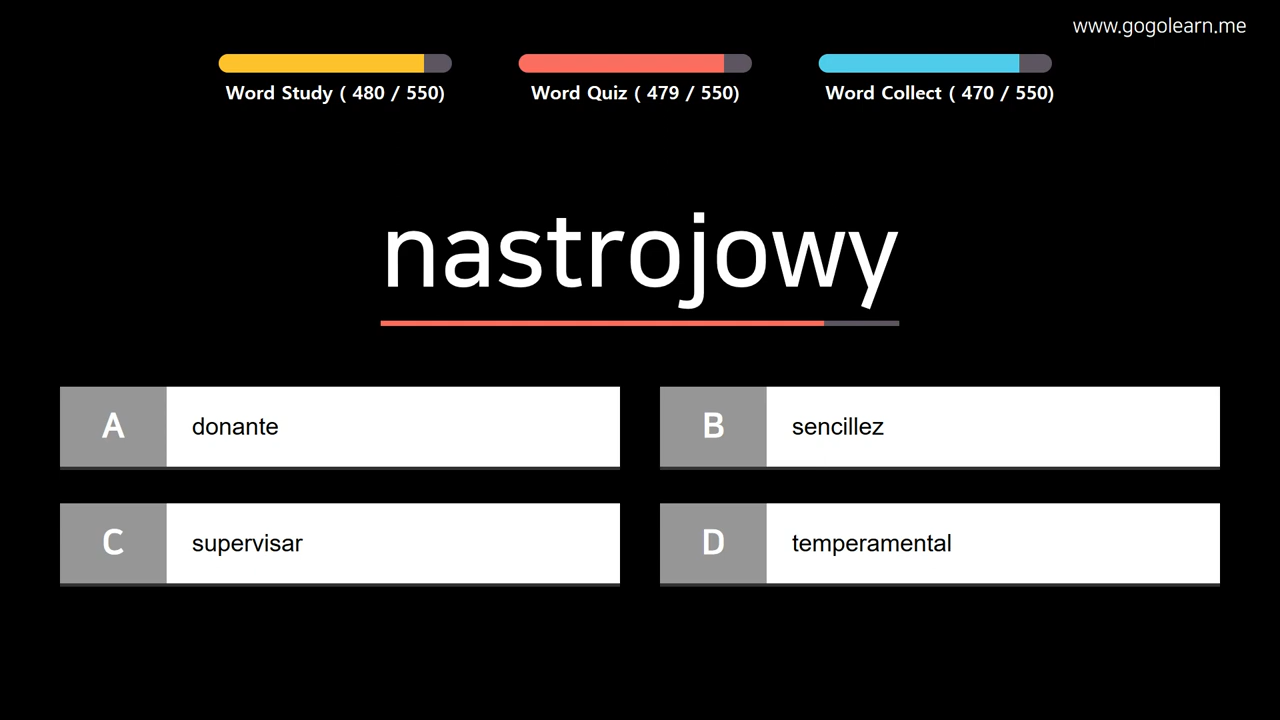 www.gogolearn.me
Word Study ( 480 / 550)
Word Quiz ( 479 / 550)
Word Collect ( 470 / 550)
nastrojowy
A donante
B sencillez
C supervisar
D temperamental